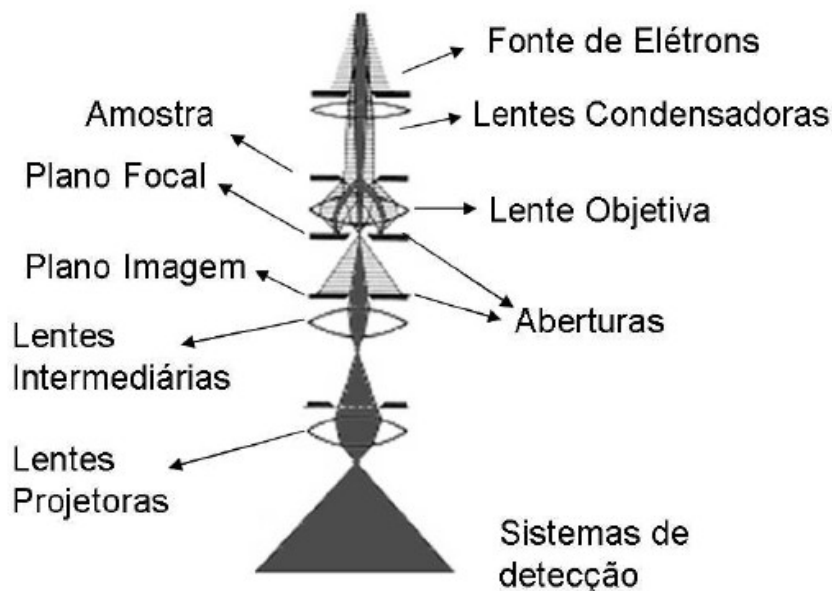 Fonte de Elétrons
Amostra
Lentes Condensadoras
Plano Focal
Lente Objetiva
Plano Imagem
Aberturas
Lentes
Intermediárias
Lentes
Projetoras
Sistemas de
detecção